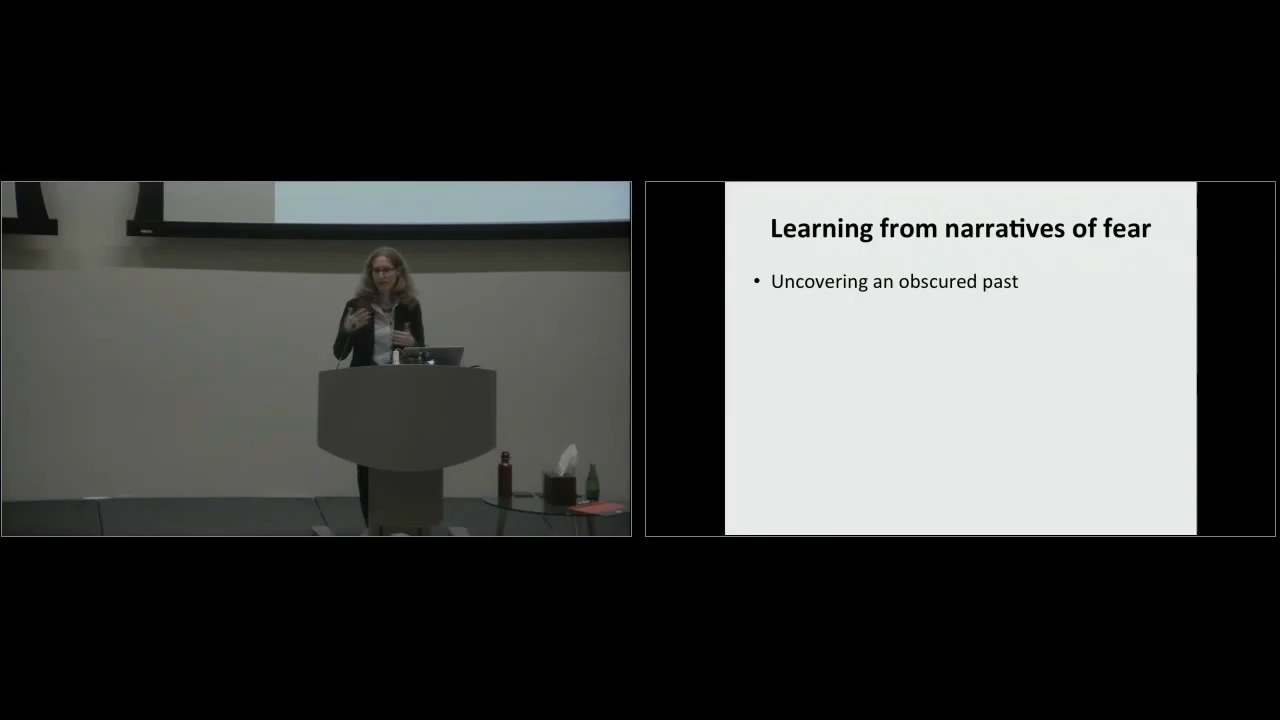 Learning from narratives of fear
• Uncovering an obscured past